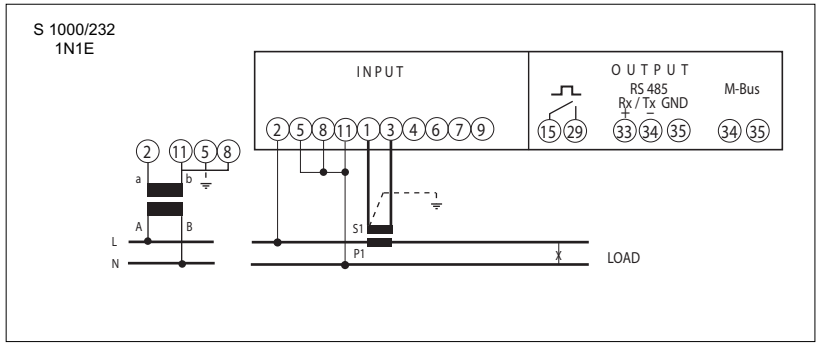 S 1000/232
1N1E
INPUT
OUTPUT
RS 485
Rx / Tx GND
+ −
M-Bus
2 5 8 11 1 3 4 6 7 9
15 29 33 34 35 34 35
2 11 5 8
a b
A B
S1
P1
L
N
X
LOAD